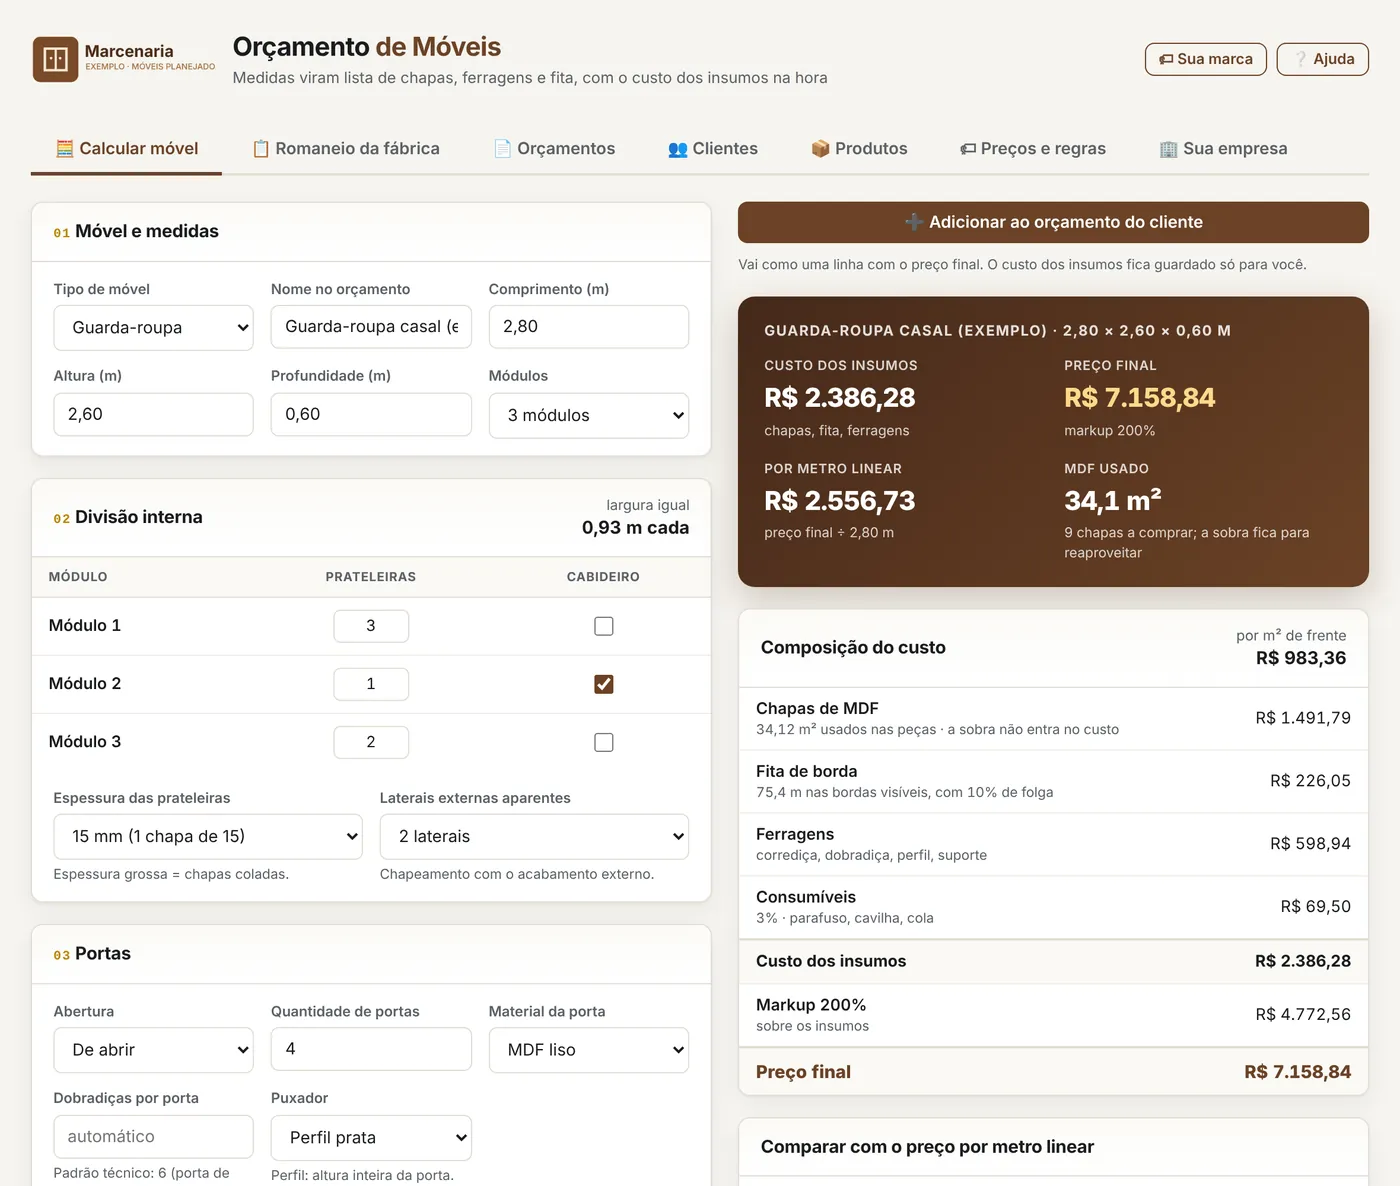 Marcenaria
EXEMPLO · MÓVEIS PLANEJADO
Orçamento de Móveis
Medidas viram lista de chapas, ferragens e fita, com o custo dos insumos na hora
Sua marca
Ajuda
Calcular móvel
Romaneio da fábrica
Orçamentos
Clientes
Produtos
Preços e regras
Sua empresa
01 Móvel e medidas
Tipo de móvel
Nome no orçamento
Comprimento (m)
Guarda-roupa
Guarda-roupa casal (e
2,80
Altura (m)
Profundidade (m)
Módulos
2,60
0,60
3 módulos
02 Divisão interna
largura igual
0,93 m cada
MÓDULO
PRATELEIRAS
CABIDEIRO
Módulo 1
3
Módulo 2
1
Módulo 3
2
Espessura das prateleiras
Laterais externas aparentes
15 mm (1 chapa de 15)
2 laterais
Espessura grossa = chapas coladas.
Chapeamento com o acabamento externo.
03 Portas
Abertura
Quantidade de portas
Material da porta
De abrir
4
MDF liso
Dobradiças por porta
Puxador
automático
Perfil prata
Padrão técnico: 6 (porta de
Perfil: altura inteira da porta.
Adicionar ao orçamento do cliente
Vai como uma linha com o preço final. O custo dos insumos fica guardado só para você.
GUARDA-ROUPA CASAL (EXEMPLO) · 2,80 × 2,60 × 0,60 M
CUSTO DOS INSUMOS
PREÇO FINAL
R$ 2.386,28
R$ 7.158,84
chapas, fita, ferragens
markup 200%
POR METRO LINEAR
MDF USADO
R$ 2.556,73
34,1 m²
preço final ÷ 2,80 m
9 chapas a comprar; a sobra fica para
reaproveitar
Composição do custo
por m² de frente
R$ 983,36
Chapas de MDF
34,12 m² usados nas peças · a sobra não entra no custo
R$ 1.491,79
Fita de borda
75,4 m nas bordas visíveis, com 10% de folga
R$ 226,05
Ferragens
corrediça, dobradiça, perfil, suporte
R$ 598,94
Consumíveis
3% · parafuso, cavilha, cola
R$ 69,50
Custo dos insumos
R$ 2.386,28
Markup 200%
sobre os insumos
R$ 4.772,56
Preço final
R$ 7.158,84
Comparar com o preço por metro linear